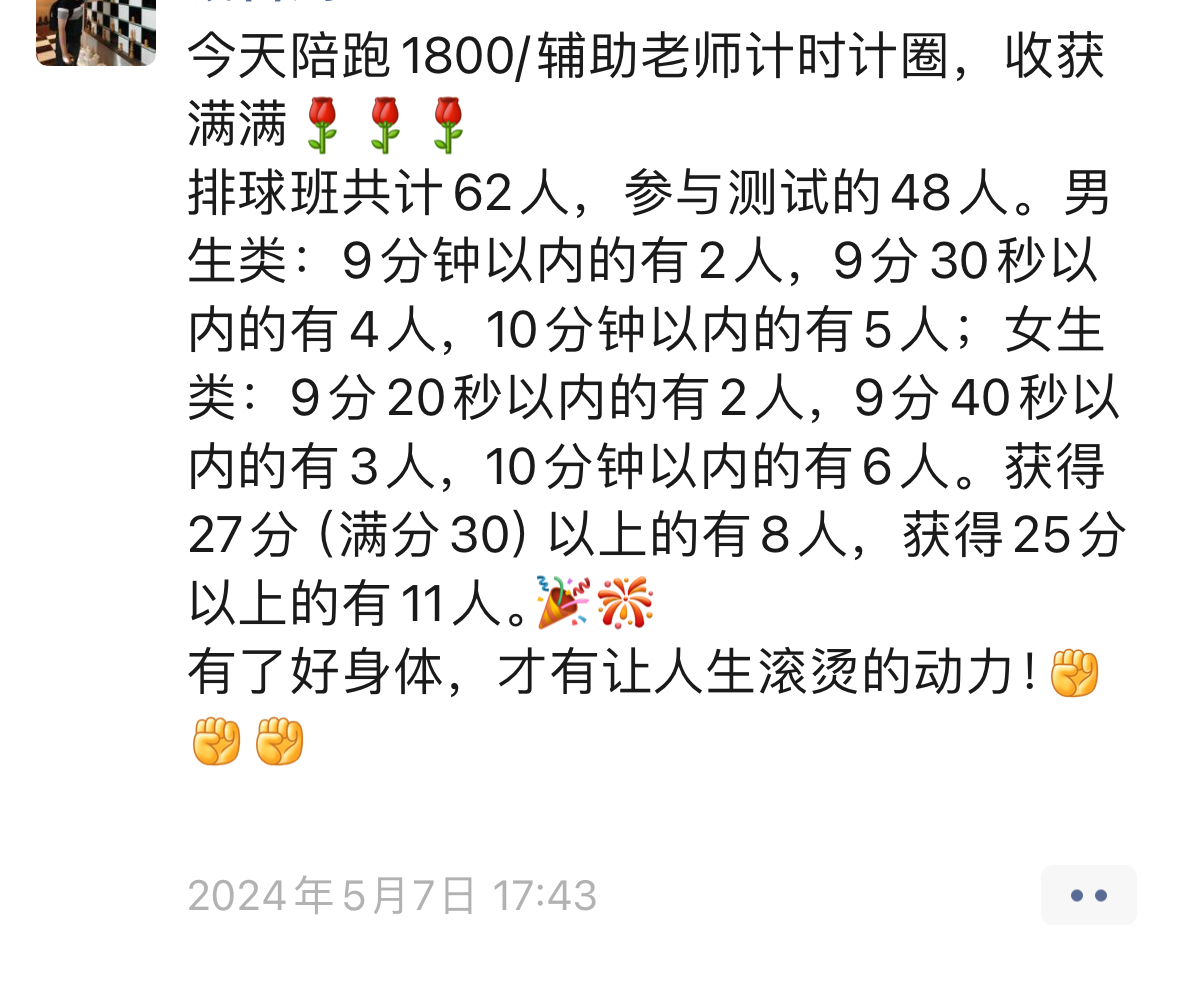 今天陪跑1800/辅助老师计时计圈，收获
满满🌹🌹🌹
排球班共计62人，参与测试的48人。男
生类：9分钟以内的有2人，9分30秒以
内的有4人，10分钟以内的有5人；女生
类：9分20秒以内的有2人，9分40秒以
内的有3人，10分钟以内的有6人。获得
27分（满分30）以上的有8人，获得25分
以上的有11人。🎉🎆
有了好身体，才有让人生滚烫的动力！✊
✊✊
2024年5月7日 17:43